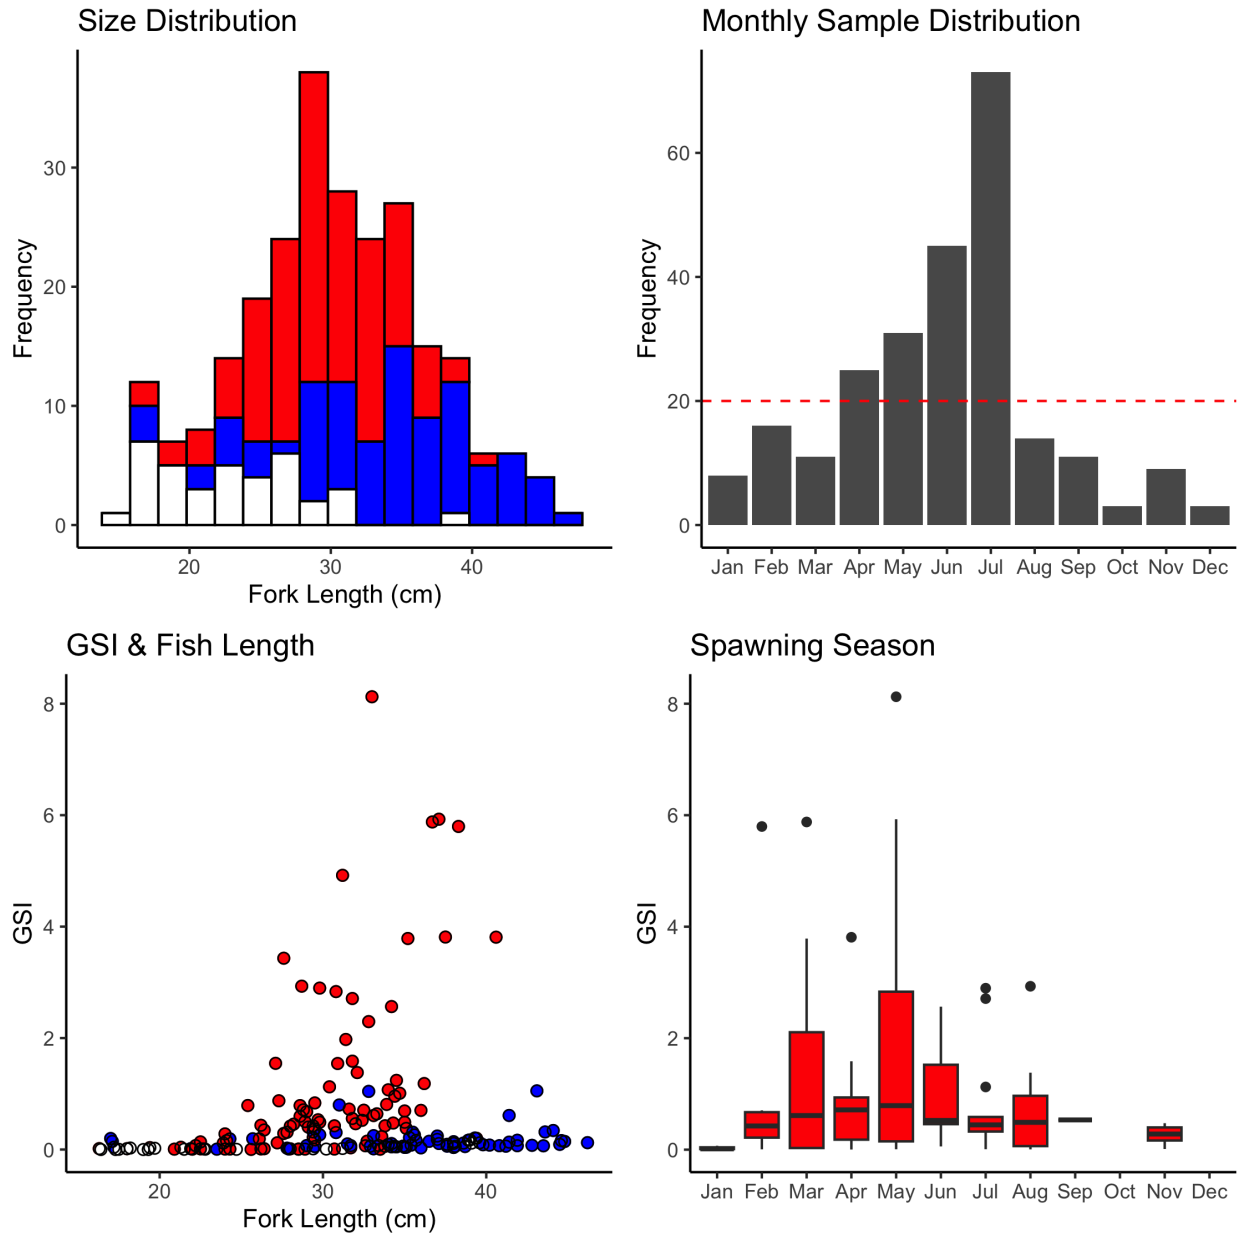 Size Distribution
Frequency
30
20
10
0
20 30 40
Fork Length (cm)
Monthly Sample Distribution
Frequency
60
40
20
0
Jan Feb Mar Apr May Jun Jul Aug Sep Oct Nov Dec
GSI & Fish Length
GSI
8
6
4
2
0
20 30 40
Fork Length (cm)
Spawning Season
GSI
8
6
4
2
0
Jan Feb Mar Apr May Jun Jul Aug Sep Oct Nov Dec